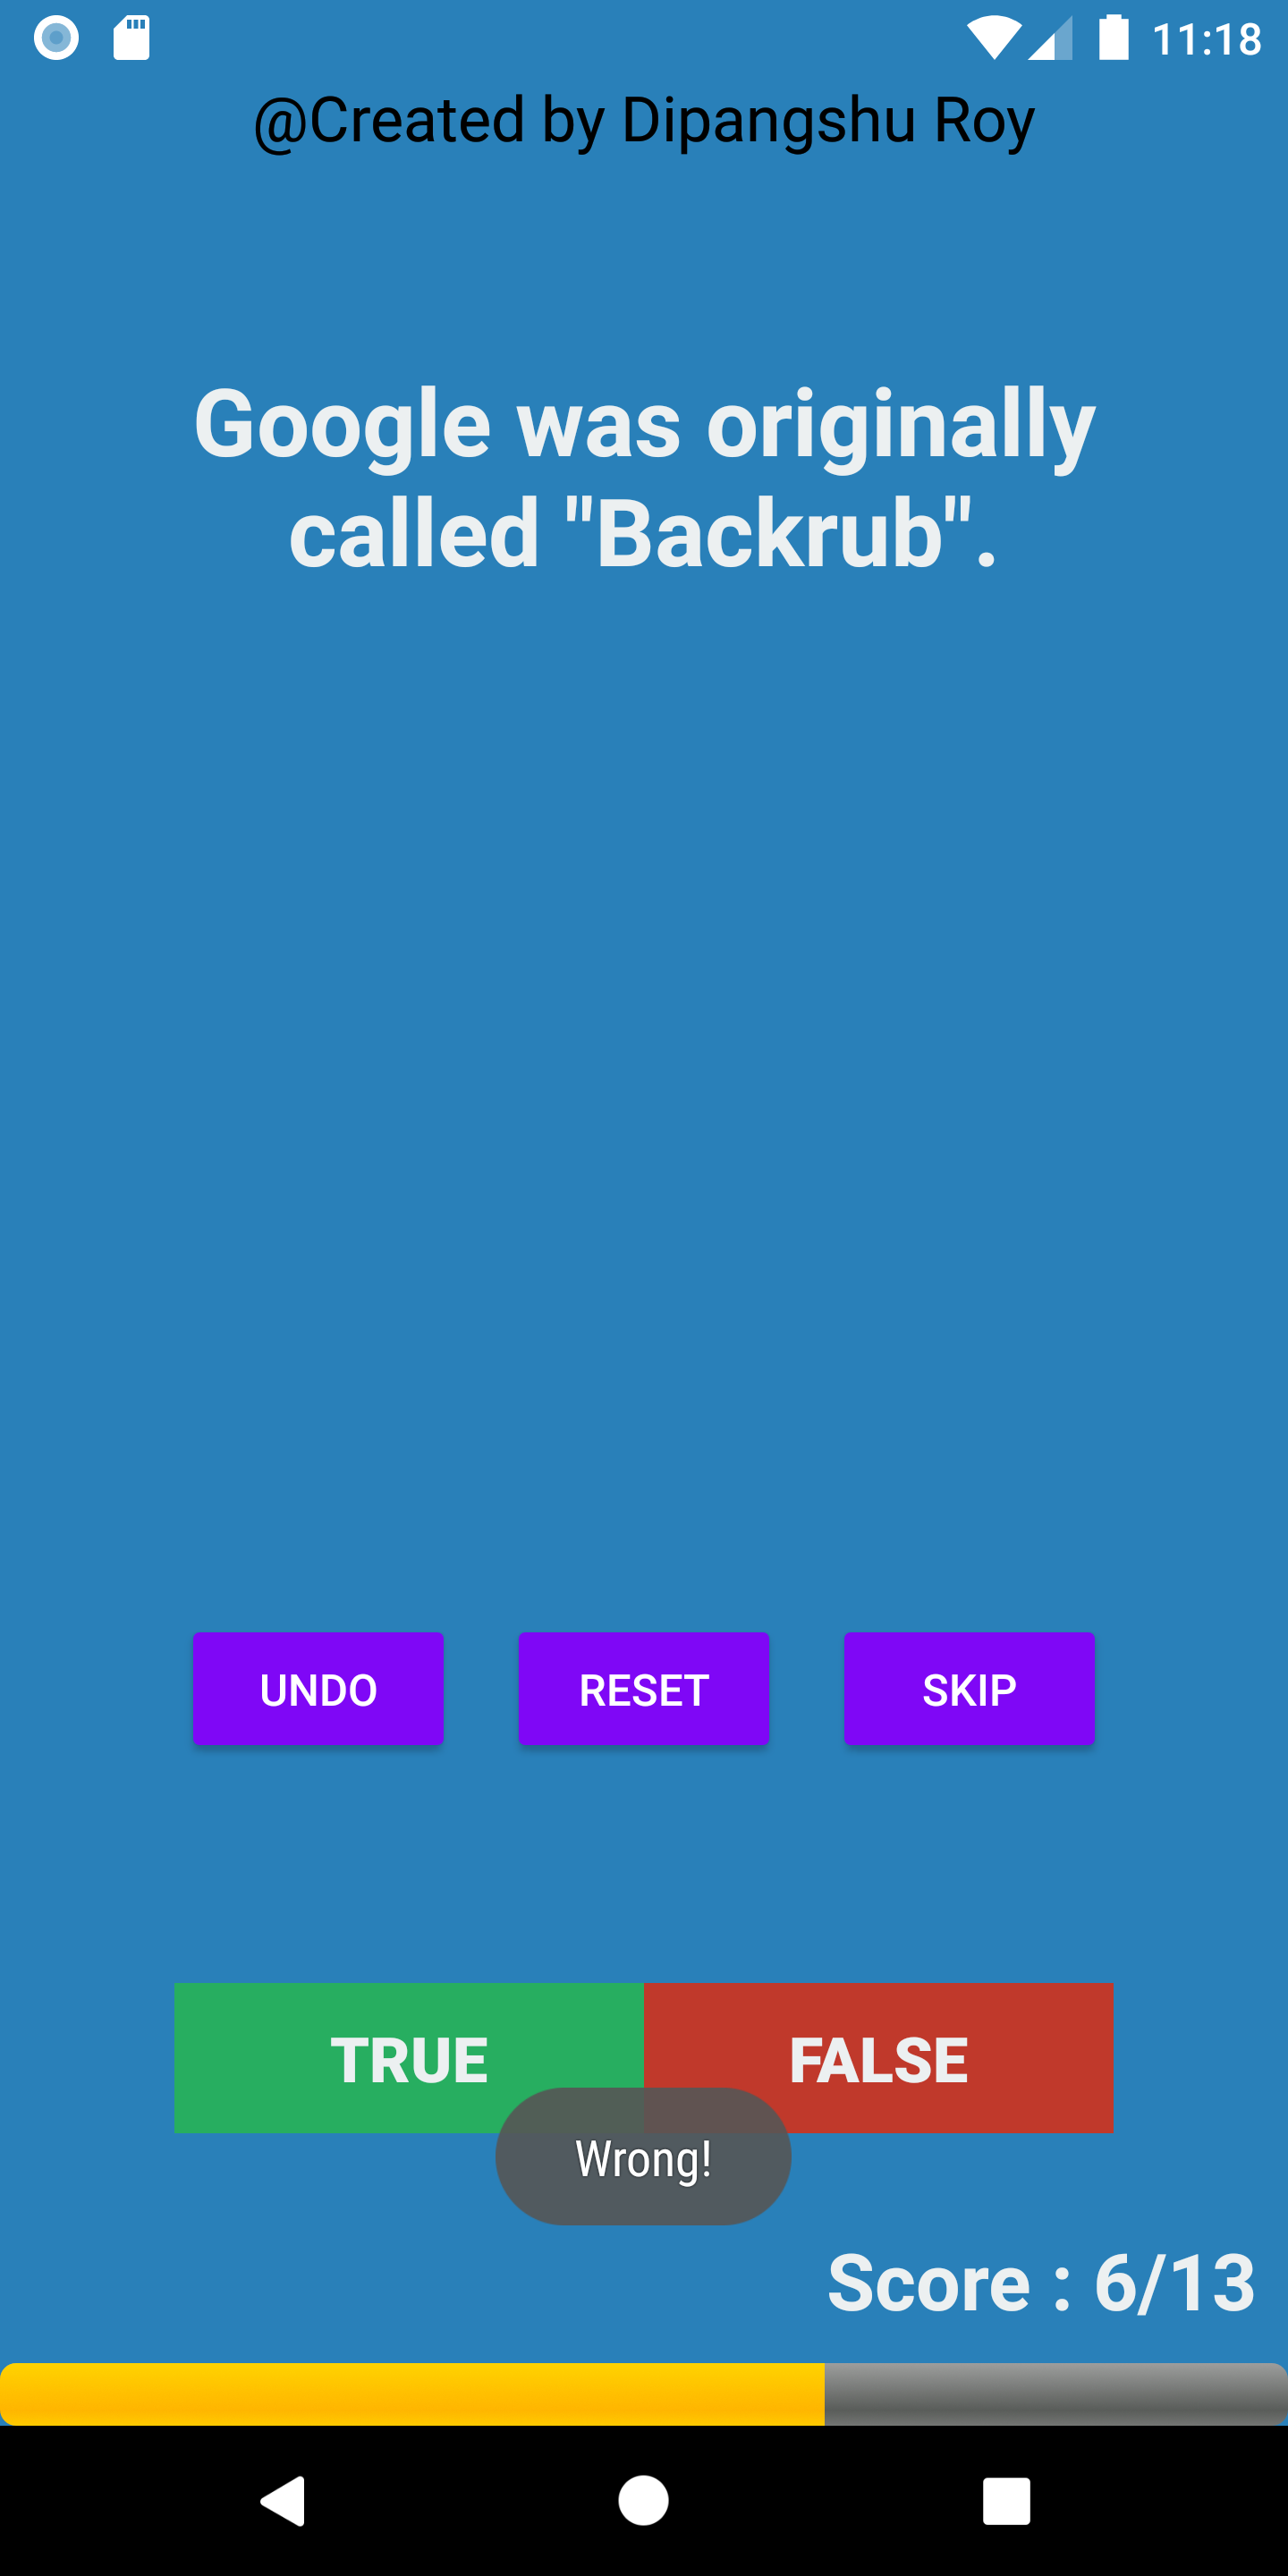 11:18
@Created by Dipangshu Roy
Google was originally
called "Backrub".
UNDO RESET SKIP
TRUE FALSE
Wrong!
Score : 6/13